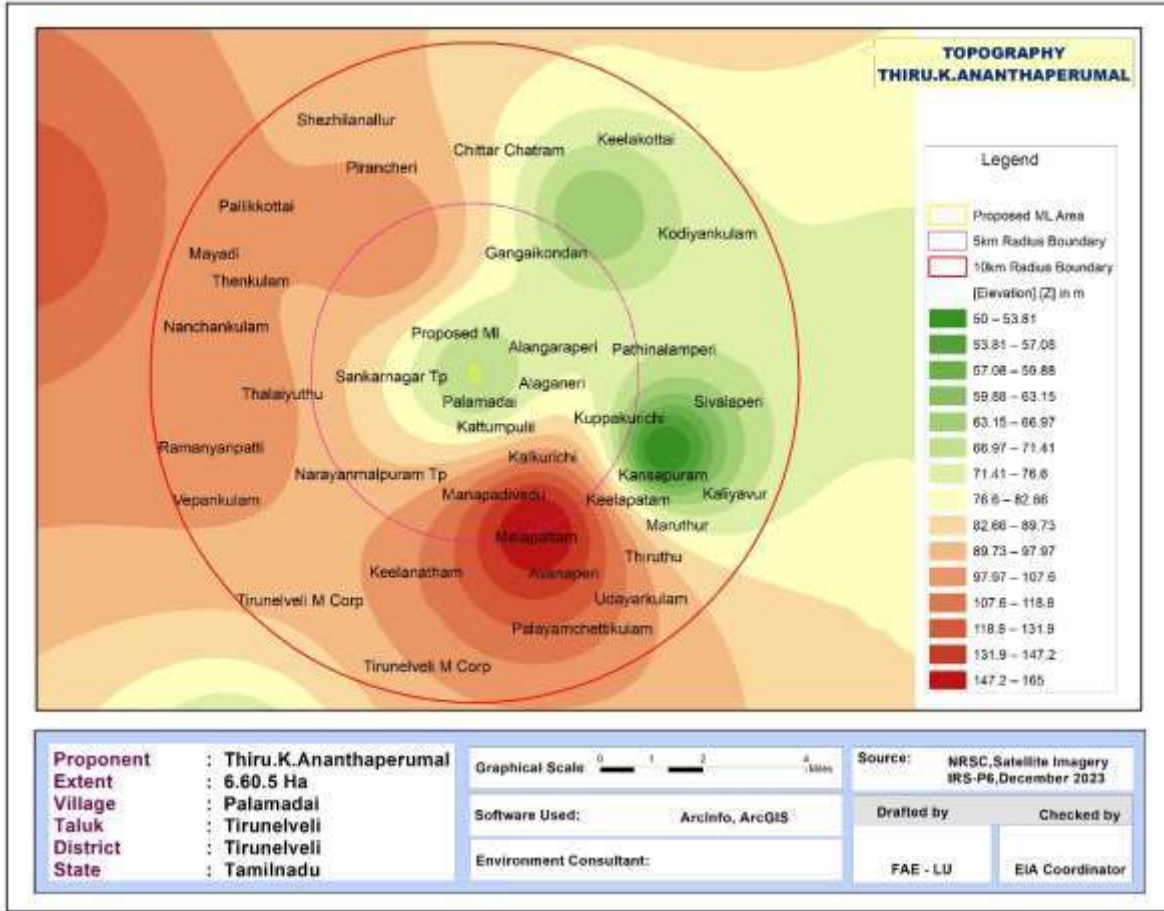 TOPOGRAPHY
THIRU.K.ANANTHAPERUMAL
Shezhilanallur
Chittar Chatram
Keelakottai
Pirancheri
Pallikkottai
Kodiyankulam
Mayadi
Gangaikondan
Thenkulam
Nanchankulam
Proposed Ml
Alangaraperi
Pathinalamperi
Sankarnagar Tp
Alaganeri
Thalaiyuthu
Palamadai
Sivalaperi
Kuppakurichi
Kattumpulii
Ramanyanpatti
Kalkurichi
Narayanmalpuram Tp
Kansapuram
Vepankulam
Manapadivedu
Keelapatam
Kaliyavur
Maruthur
Melapattam
Thiruthu
Keelanatham
Avanaperi
Tirunelveli M Corp
Udayarkulam
Palayamchettikulam
Tirunelveli M Corp
Legend
Proposed ML Area
5km Radius Boundary
10km Radius Boundary
[Elevation] [Z] in m
50 – 53.81
53.81 – 57.08
57.08 – 59.88
59.88 – 63.15
63.15 – 66.97
66.97 – 71.41
71.41 – 76.6
76.6 – 82.66
82.66 – 89.73
89.73 – 97.97
97.97 – 107.6
107.6 – 118.8
118.8 – 131.9
131.9 – 147.2
147.2 – 165
Proponent : Thiru.K.Ananthaperumal
Extent : 6.60.5 Ha
Village : Palamadai
Taluk : Tirunelveli
District : Tirunelveli
State : Tamilnadu
Graphical Scale 0 1 2 4 Miles
Software Used: ArcInfo, ArcGIS
Environment Consultant:
Source: NRSC,Satellite Imagery
IRS-P6,December 2023
Drafted by Checked by
FAE - LU EIA Coordinator